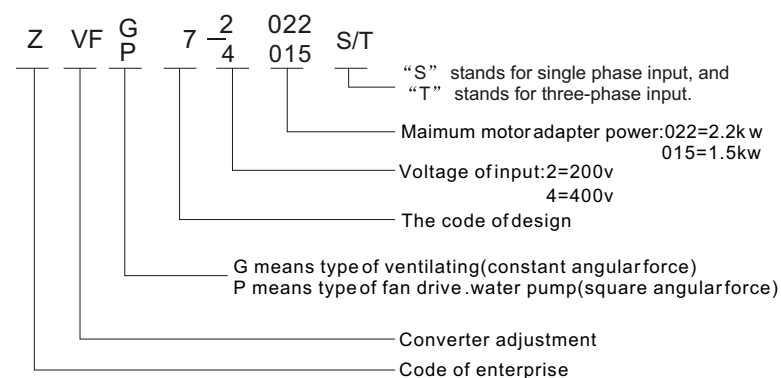 Z VF G 7 – 2 022 S/T
P 4 015
“S” stands for single phase input, and
“T” stands for three-phase input.
Maimum motor adapter power:022=2.2kw
015=1.5kw
Voltage of input:2=200v
4=400v
The code of design
G means type of ventilating(constant angular force)
P means type of fan drive.water pump(square angular force)
Converter adjustment
Code of enterprise